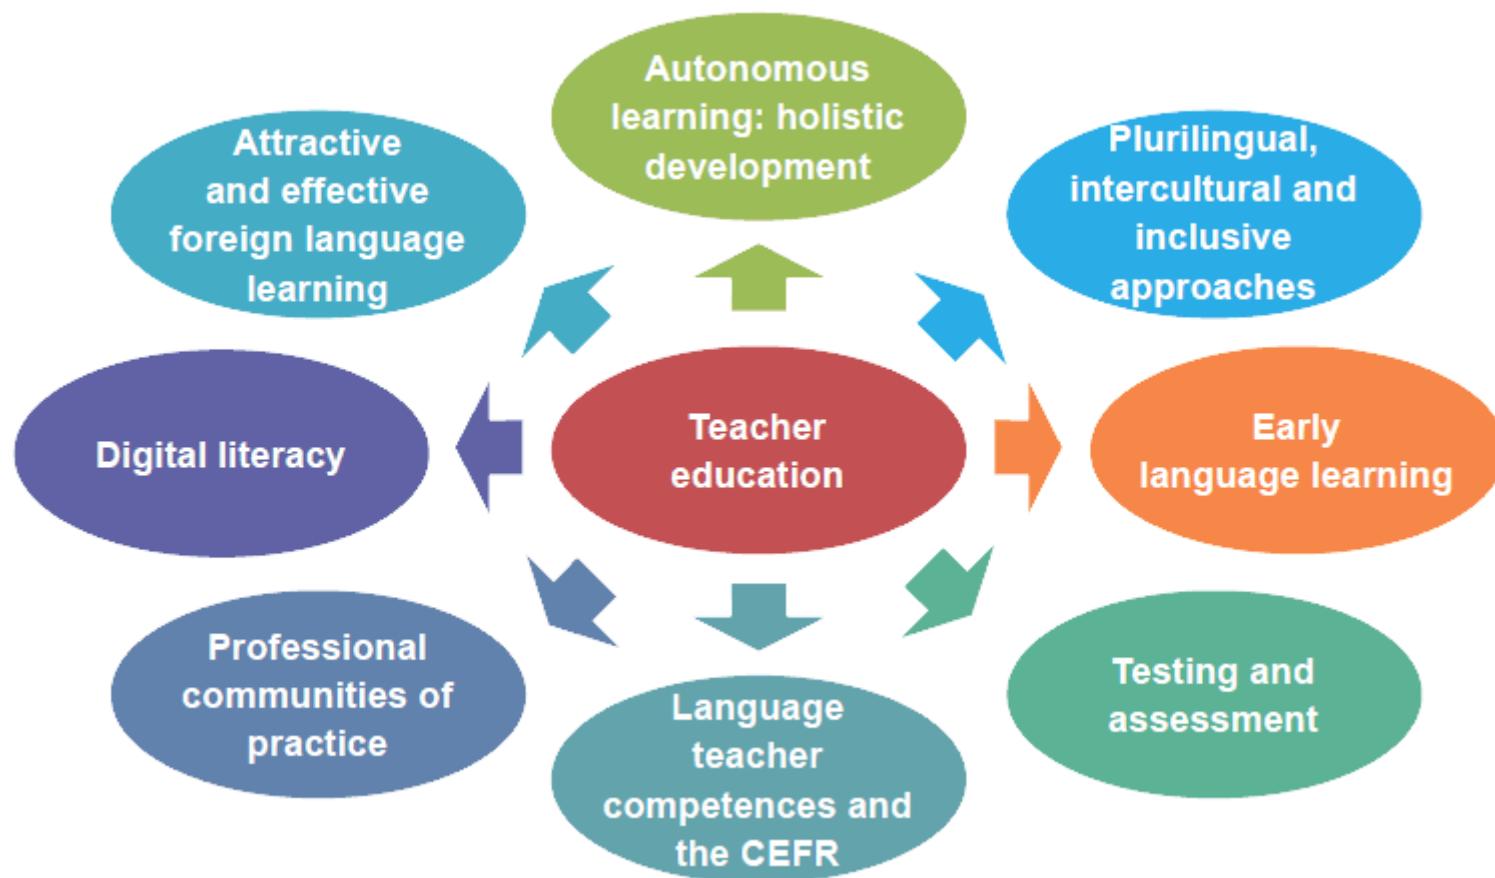 Autonomous
learning: holistic
development
Attractive
and effective
foreign language
learning
Plurilingual,
intercultural and
inclusive
approaches
Digital literacy
Teacher
education
Early
language learning
Professional
communities of
practice
Language
teacher
competences and
the CEFR
Testing and
assessment